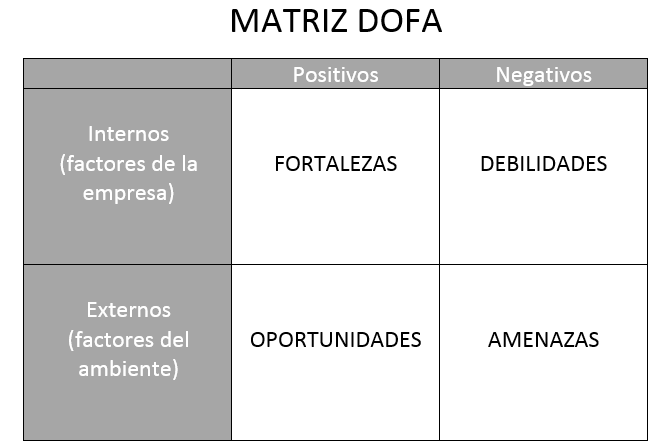 MATRIZ DOFA
Positivos
Negativos
Internos
(factores de la
empresa)
FORTALEZAS
DEBILIDADES
Externos
(factores del
ambiente)
OPORTUNIDADES
AMENAZAS